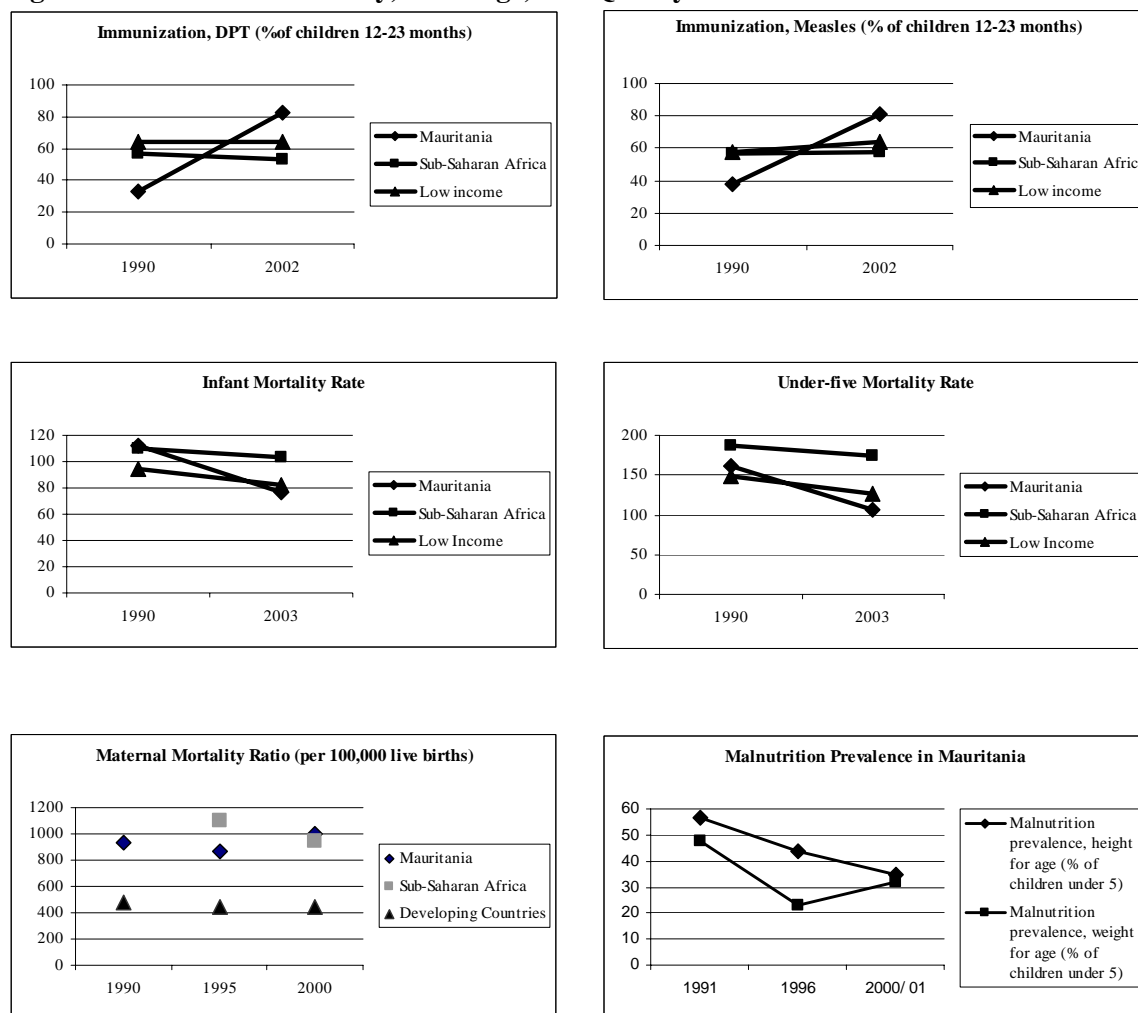 Immunization, DPT (%of children 12-23 months)
100
80
60
40
20
0
1990 2002
Mauritania
Sub-Saharan Africa
Low income
Immunization, Measles (% of children 12-23 months)
100
80
60
40
20
0
1990 2002
Mauritania
Sub-Saharan Afric
Low income
Infant Mortality Rate
120
100
80
60
40
20
0
1990 2003
Mauritania
Sub-Saharan Africa
Low Income
Under-five Mortality Rate
200
150
100
50
0
1990 2003
Mauritania
Sub-Saharan Africa
Low Income
Maternal Mortality Ratio (per 100,000 live births)
1200
1000
800
600
400
200
0
1990 1995 2000
Mauritania
Sub-Saharan Africa
Developing Countries
Malnutrition Prevalence in Mauritania
60
50
40
30
20
10
0
1991 1996 2000/ 01
Malnutrition
prevalence, height
for age (% of
children under 5)
Malnutrition
prevalence, weight
for age (% of
children under 5)